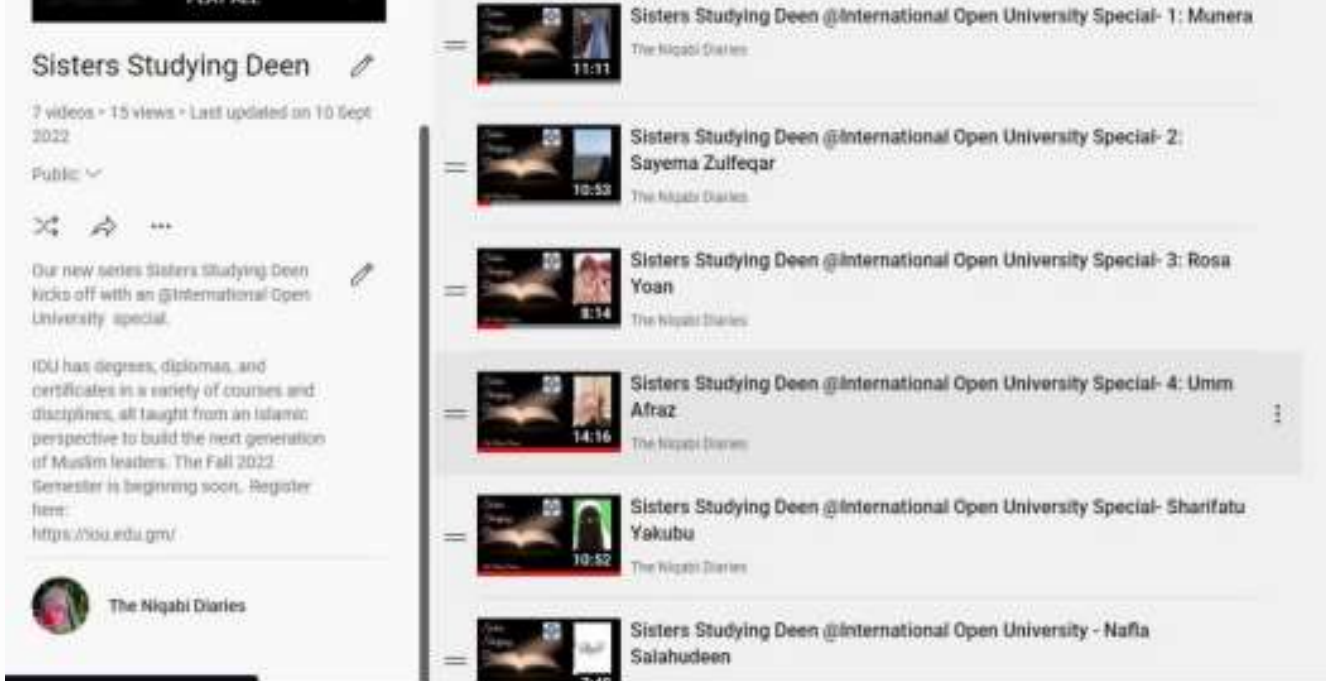 PLAY ALL
Sisters Studying Deen
7 videos • 15 views • Last updated on 10 Sept
2022
Public
Our new series Sisters Studying Deen
kicks off with an @International Open
University special.
IOU has degrees, diplomas, and
certificates in a variety of courses and
disciplines, all taught from an Islamic
perspective to build the next generation
of Muslim leaders. The Fall 2022
Semester is beginning soon. Register
here:
https://iou.edu.gm/
The Niqabi Diaries
11:11
Sisters Studying Deen @International Open University Special- 1: Munera
The Niqabi Diaries
10:53
Sisters Studying Deen @International Open University Special- 2:
Sayema Zulfeqar
The Niqabi Diaries
8:14
Sisters Studying Deen @International Open University Special- 3: Rosa
Yoan
The Niqabi Diaries
14:16
Sisters Studying Deen @International Open University Special- 4: Umm
Afraz
The Niqabi Diaries
10:52
Sisters Studying Deen @International Open University Special- Sharifatu
Yakubu
The Niqabi Diaries
Sisters Studying Deen @International Open University - Nafla
Salahudeen